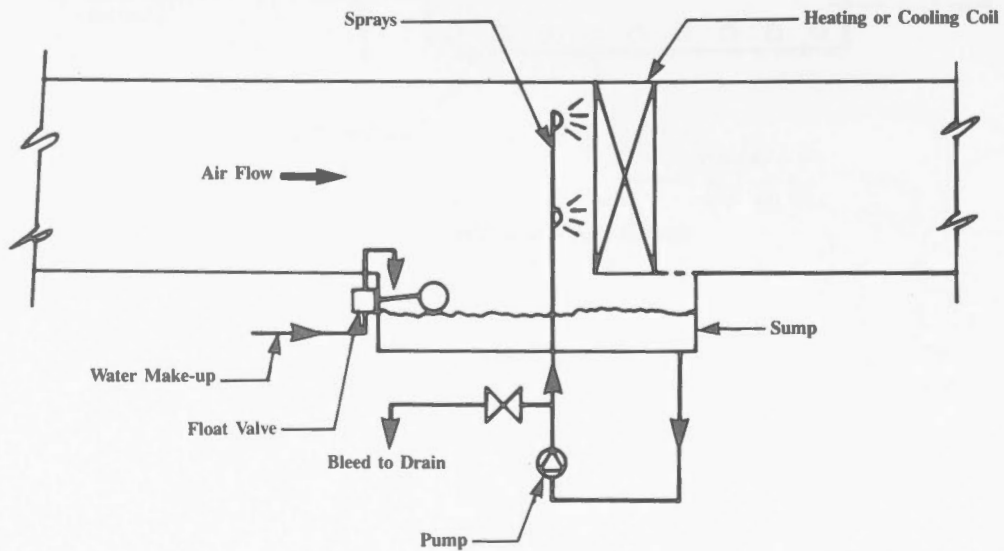 Sprays
Heating or Cooling Coil
Air Flow
Water Make-up
Float Valve
Bleed to Drain
Sump
Pump